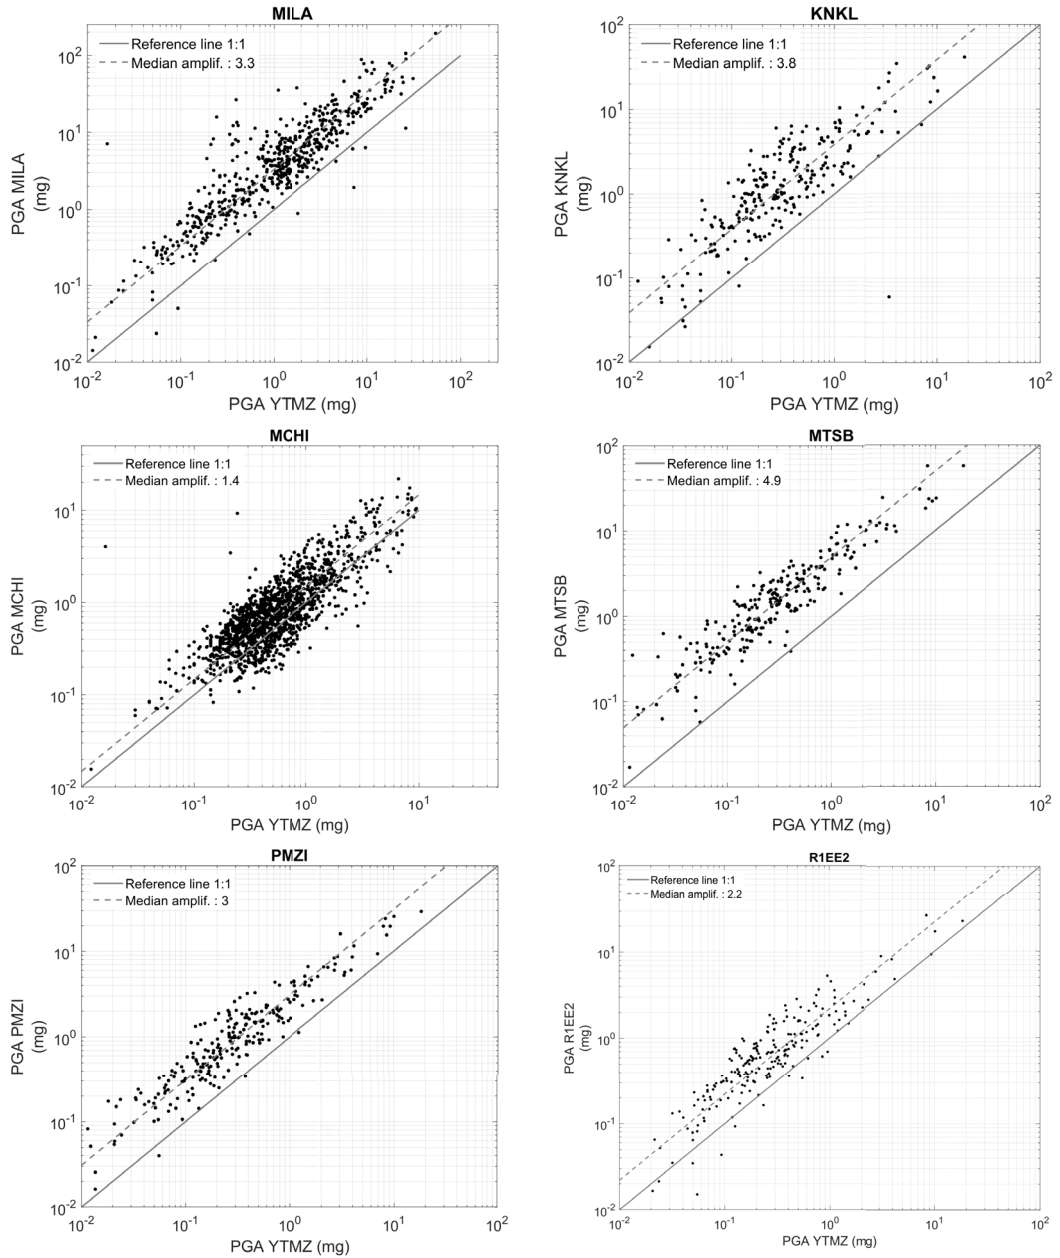 MILA
Reference line 1:1
Median amplif. : 3.3
10^2
10^1
10^0
10^-1
10^-2
PGA MILA
(mg)
10^-2 10^-1 10^0 10^1 10^2
PGA YTMZ (mg)
KNKL
Reference line 1:1
Median amplif. : 3.8
10^2
10^1
10^0
10^-1
10^-2
PGA KNKL
(mg)
10^-2 10^-1 10^0 10^1 10^2
PGA YTMZ (mg)
MCHI
Reference line 1:1
Median amplif. : 1.4
10^1
10^0
10^-1
10^-2
PGA MCHI
(mg)
10^-2 10^-1 10^0 10^1
PGA YTMZ (mg)
MTSB
Reference line 1:1
Median amplif. : 4.9
10^2
10^1
10^0
10^-1
10^-2
PGA MTSB
(mg)
10^-2 10^-1 10^0 10^1 10^2
PGA YTMZ (mg)
PMZI
Reference line 1:1
Median amplif. : 3
10^2
10^1
10^0
10^-1
10^-2
PGA PMZI
(mg)
10^-2 10^-1 10^0 10^1 10^2
PGA YTMZ (mg)
R1EE2
Reference line 1:1
Median amplif. : 2.2
10^2
10^1
10^0
10^-1
10^-2
PGA R1EE2
(mg)
10^-2 10^-1 10^0 10^1 10^2
PGA YTMZ (mg)